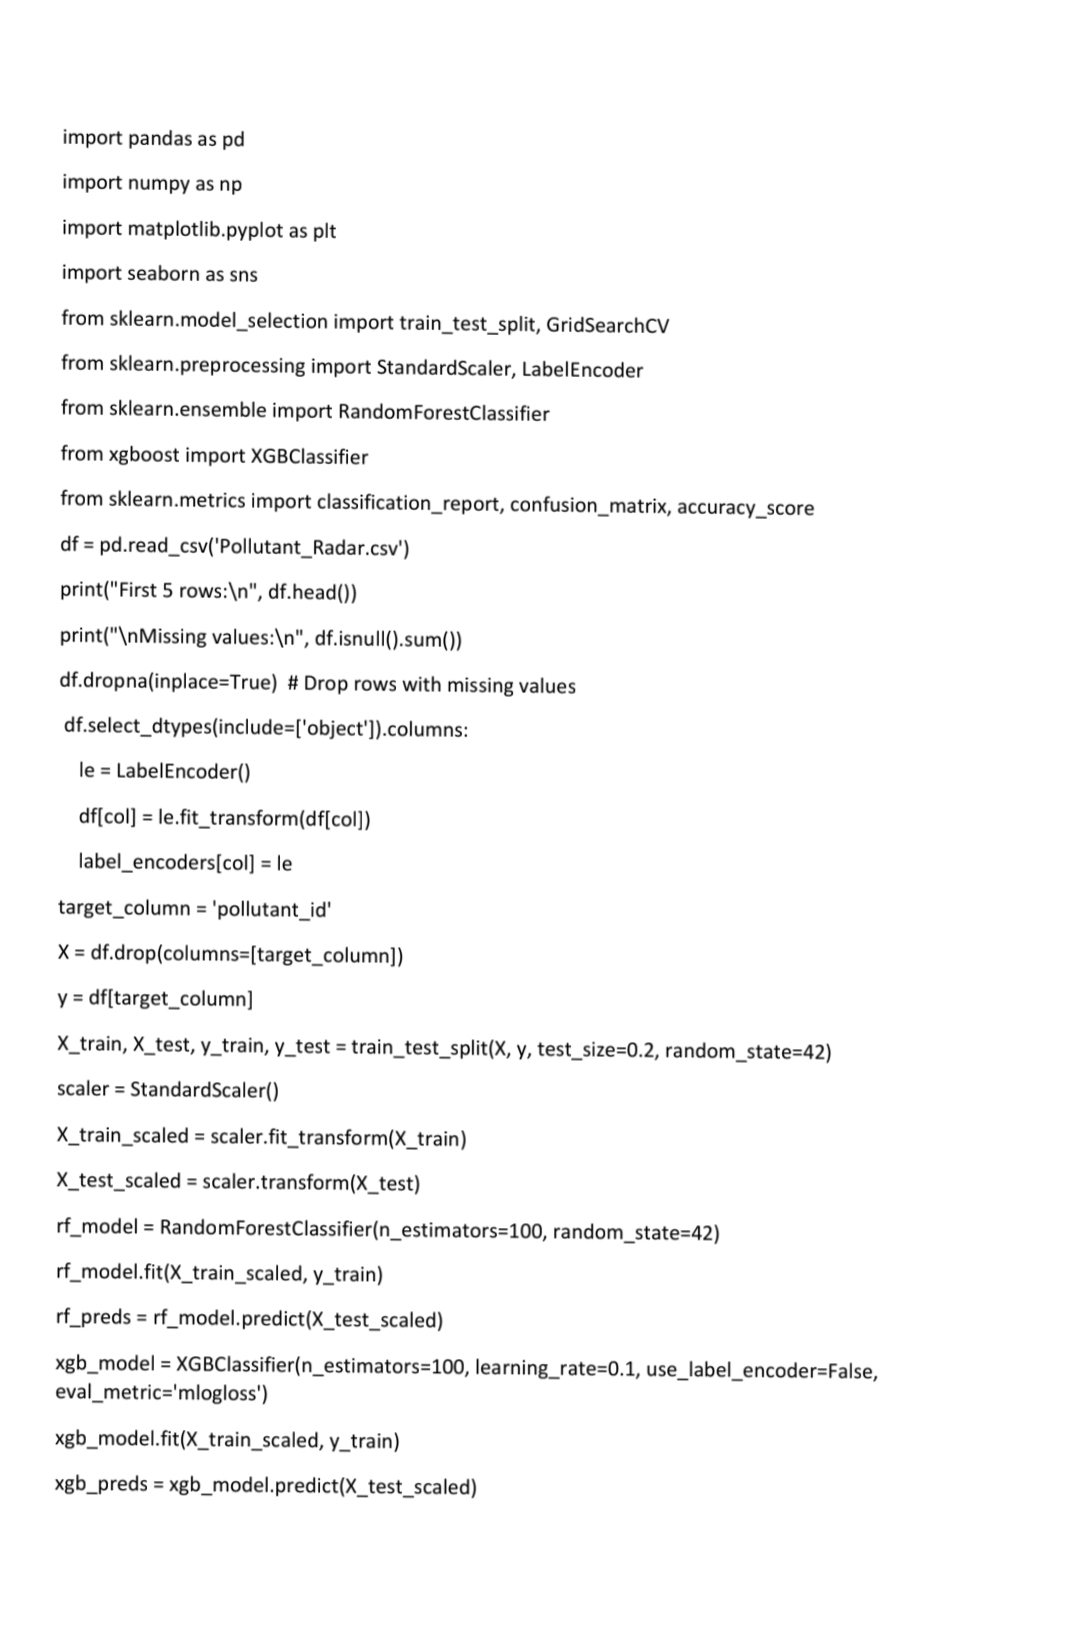 import pandas as pd
import numpy as np
import matplotlib.pyplot as plt
import seaborn as sns
from sklearn.model_selection import train_test_split, GridSearchCV
from sklearn.preprocessing import StandardScaler, LabelEncoder
from sklearn.ensemble import RandomForestClassifier
from xgboost import XGBClassifier
from sklearn.metrics import classification_report, confusion_matrix, accuracy_score
df = pd.read_csv('Pollutant_Radar.csv')
print("First 5 rows:\n", df.head())
print("\nMissing values:\n", df.isnull().sum())
df.dropna(inplace=True)  # Drop rows with missing values
 df.select_dtypes(include=['object']).columns:
    le = LabelEncoder()
    df[col] = le.fit_transform(df[col])
    label_encoders[col] = le
target_column = 'pollutant_id'
X = df.drop(columns=[target_column])
y = df[target_column]
X_train, X_test, y_train, y_test = train_test_split(X, y, test_size=0.2, random_state=42)
scaler = StandardScaler()
X_train_scaled = scaler.fit_transform(X_train)
X_test_scaled = scaler.transform(X_test)
rf_model = RandomForestClassifier(n_estimators=100, random_state=42)
rf_model.fit(X_train_scaled, y_train)
rf_preds = rf_model.predict(X_test_scaled)
xgb_model = XGBClassifier(n_estimators=100, learning_rate=0.1, use_label_encoder=False,
eval_metric='mlogloss')
xgb_model.fit(X_train_scaled, y_train)
xgb_preds = xgb_model.predict(X_test_scaled)